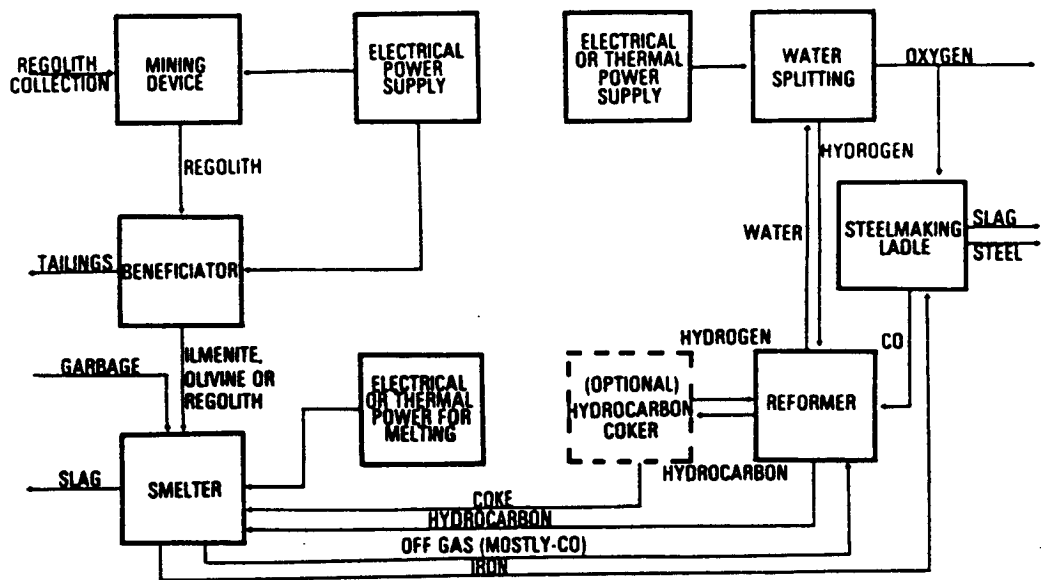 REGOLITH
COLLECTION
MINING
DEVICE
ELECTRICAL
POWER
SUPPLY
ELECTRICAL
OR THERMAL
POWER
SUPPLY
WATER
SPLITTING
OXYGEN
REGOLITH
HYDROGEN
WATER
STEELMAKING
LADLE
SLAG
STEEL
TAILINGS
BENEFICIATOR
HYDROGEN
CO
GARBAGE
ILMENITE,
OLIVINE OR
REGOLITH
ELECTRICAL
OR THERMAL
POWER FOR
MELTING
(OPTIONAL)
HYDROCARBON
COKER
REFORMER
HYDROCARBON
SLAG
SMELTER
COKE
HYDROCARBON
OFF GAS (MOSTLY-CO)
IRON